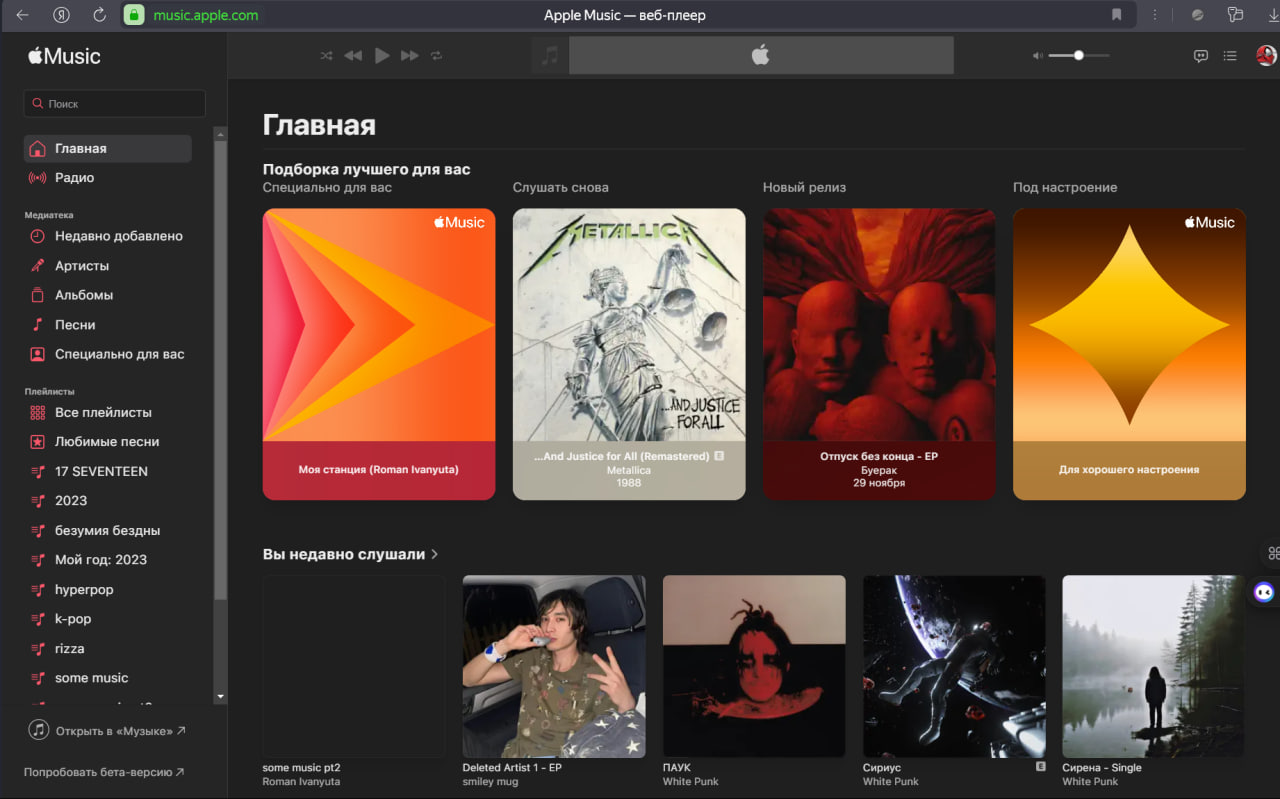 music.apple.com
Apple Music — веб-плеер
Music
Поиск
Главная
Радио
Медиатека
Недавно добавлено
Артисты
Альбомы
Песни
Специально для вас
Плейлисты
Все плейлисты
Любимые песни
17 SEVENTEEN
2023
безумия бездны
Мой год: 2023
hyperpop
k-pop
rizza
some music
Открыть в «Музыке»
Попробовать бета-версию
Главная
Подборка лучшего для вас
Специально для вас
Music
Моя станция (Roman Ivanyuta)
Слушать снова
METALLICA
...AND JUSTICE
FOR ALL
...And Justice for All (Remastered) E
Metallica
1988
Новый релиз
Отпуск без конца - EP
Буерак
29 ноября
Под настроение
Music
Для хорошего настроения
Вы недавно слушали
some music pt2
Roman Ivanyuta
Deleted Artist 1 - EP
smiley mug
ПАУК
White Punk
Сириус E
White Punk
Сирена - Single
White Punk